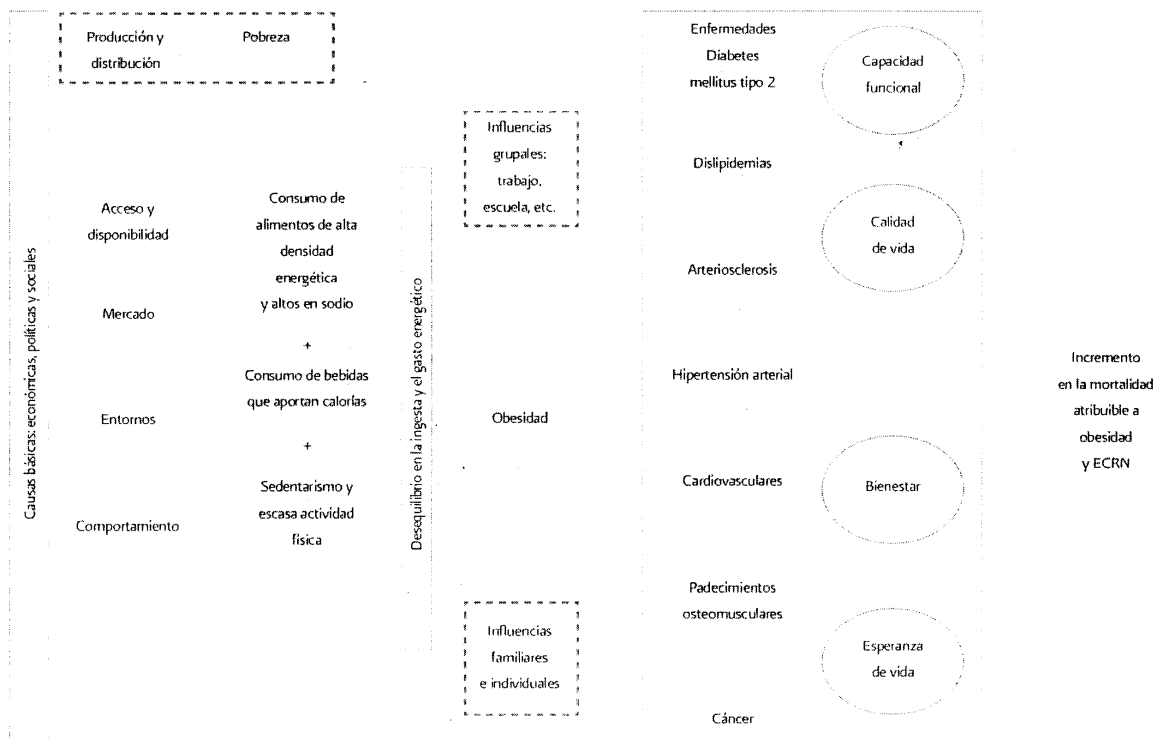 Causas básicas: económicas, políticas y sociales
Producción y
distribución
Pobreza
Acceso y
disponibilidad
Mercado
Entornos
Comportamiento
Consumo de
alimentos de alta
densidad
energética
y altos en sodio
+
Consumo de bebidas
que aportan calorías
+
Sedentarismo y
escasa actividad
física
Desequilibrio en la ingesta y el gasto energético
Influencias
grupales:
trabajo,
escuela, etc.
Obesidad
Influencias
familiares
e individuales
Enfermedades
Diabetes
mellitus tipo 2
Dislipidemias
Arteriosclerosis
Hipertensión arterial
Cardiovasculares
Padecimientos
osteomusculares
Cáncer
Capacidad
funcional
Calidad
de vida
Bienestar
Esperanza
de vida
Incremento
en la mortalidad
atribuible a
obesidad
y ECRN